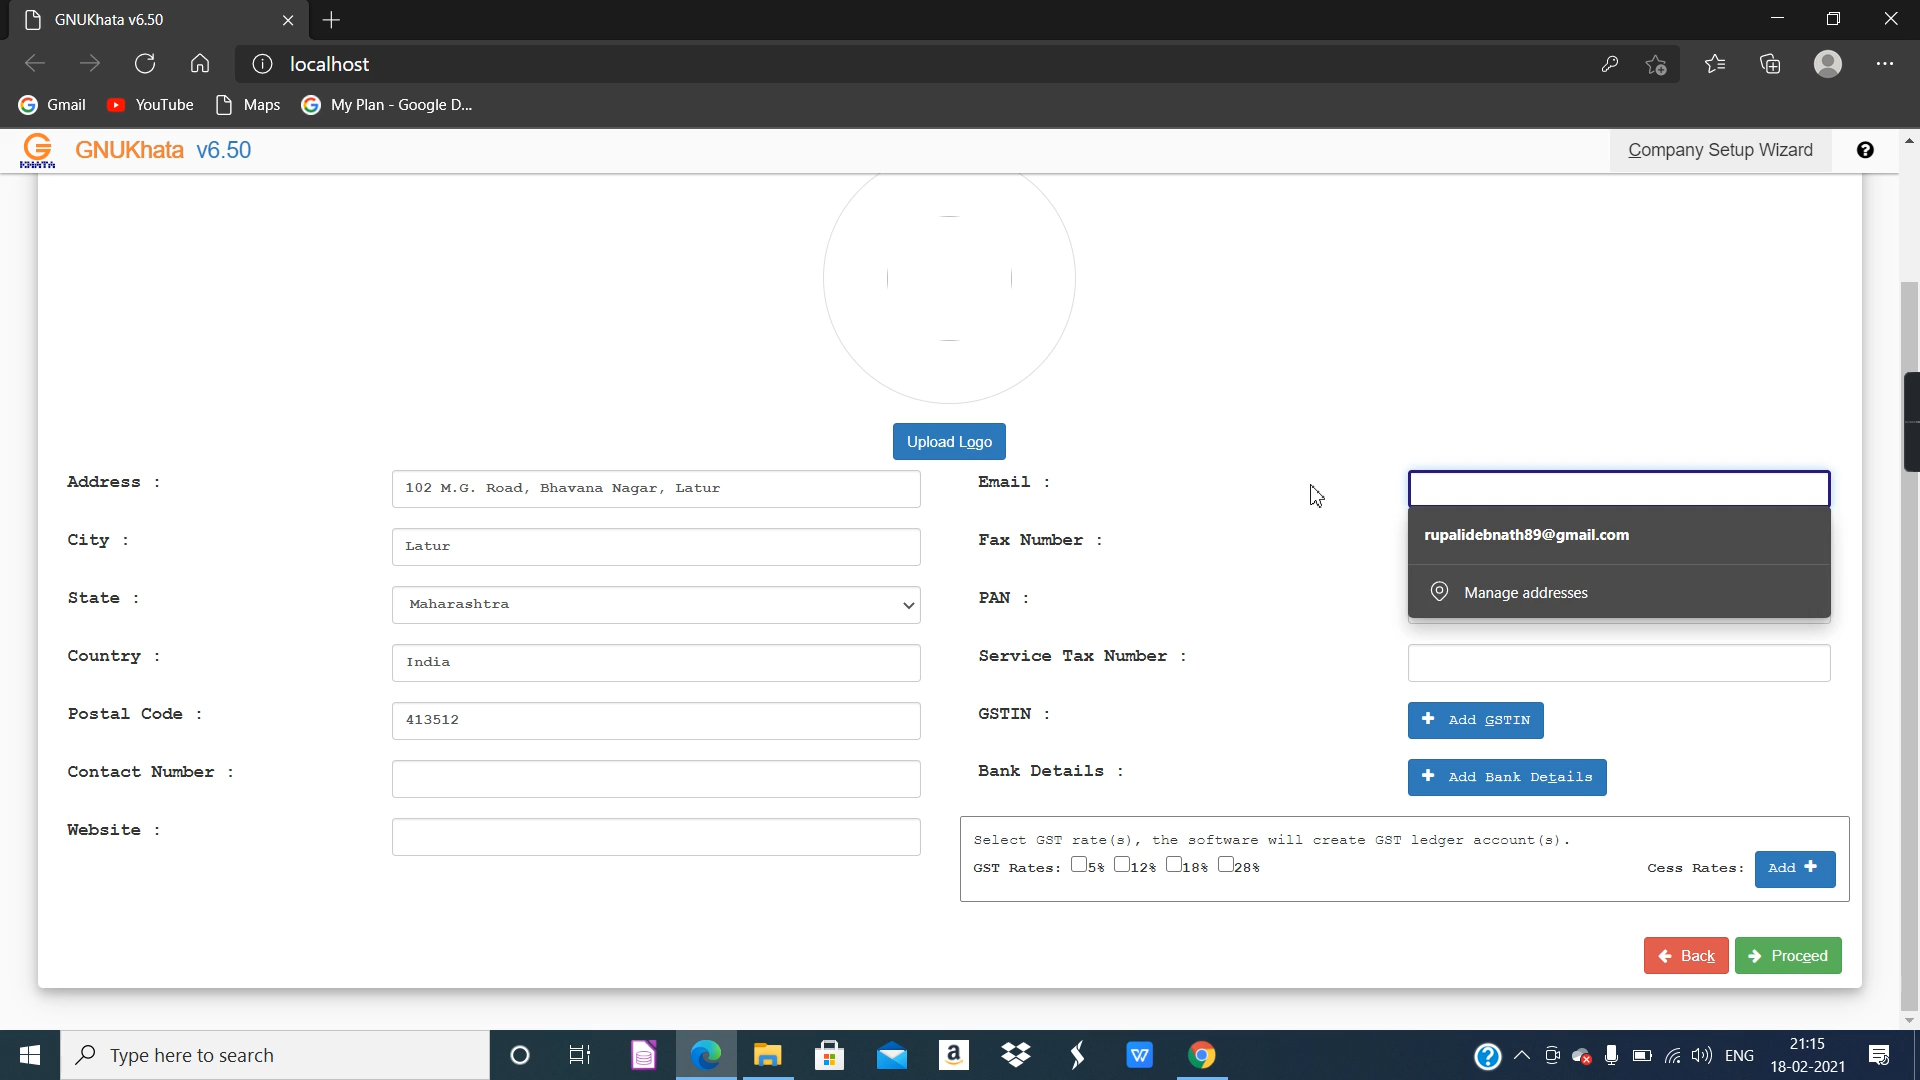 GNUKhata v6.50
localhost
Gmail YouTube Maps My Plan - Google D...
G KHATA GNUKhata v6.50 Company Setup Wizard ?
Upload Logo
Address : 102 M.G. Road, Bhavana Nagar, Latur Email :
rupalidebnath89@gmail.com
City : Latur Fax Number :
Manage addresses
State : Maharashtra PAN :
Country : India Service Tax Number :
Postal Code : 413512 GSTIN : + Add GSTIN
Contact Number : Bank Details : + Add Bank Details
Website :
Select GST rate(s), the software will create GST ledger account(s).
GST Rates: 5% 12% 18% 28% Cess Rates: Add +
Back Proceed
Type here to search ENG 21:15
18-02-2021